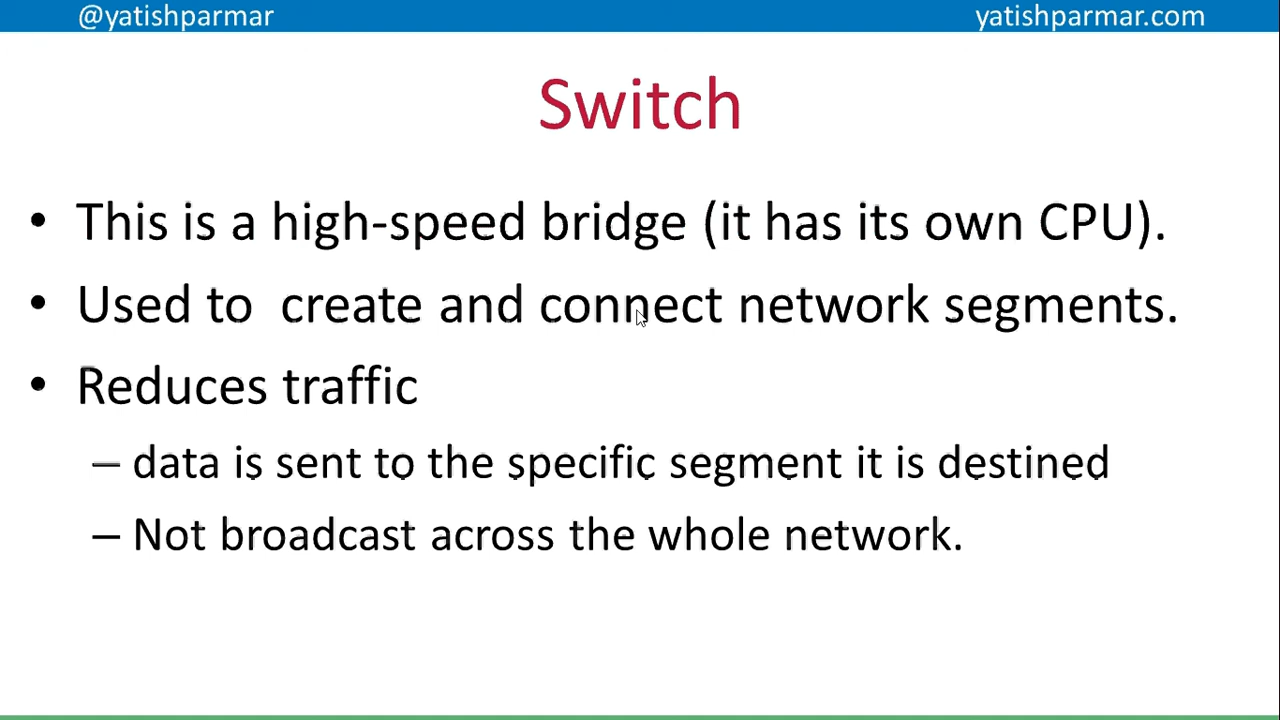 @yatishparmar yatishparmar.com
Switch
• This is a high-speed bridge (it has its own CPU).
• Used to  create and connect network segments.
• Reduces traffic
– data is sent to the specific segment it is destined
– Not broadcast across the whole network.